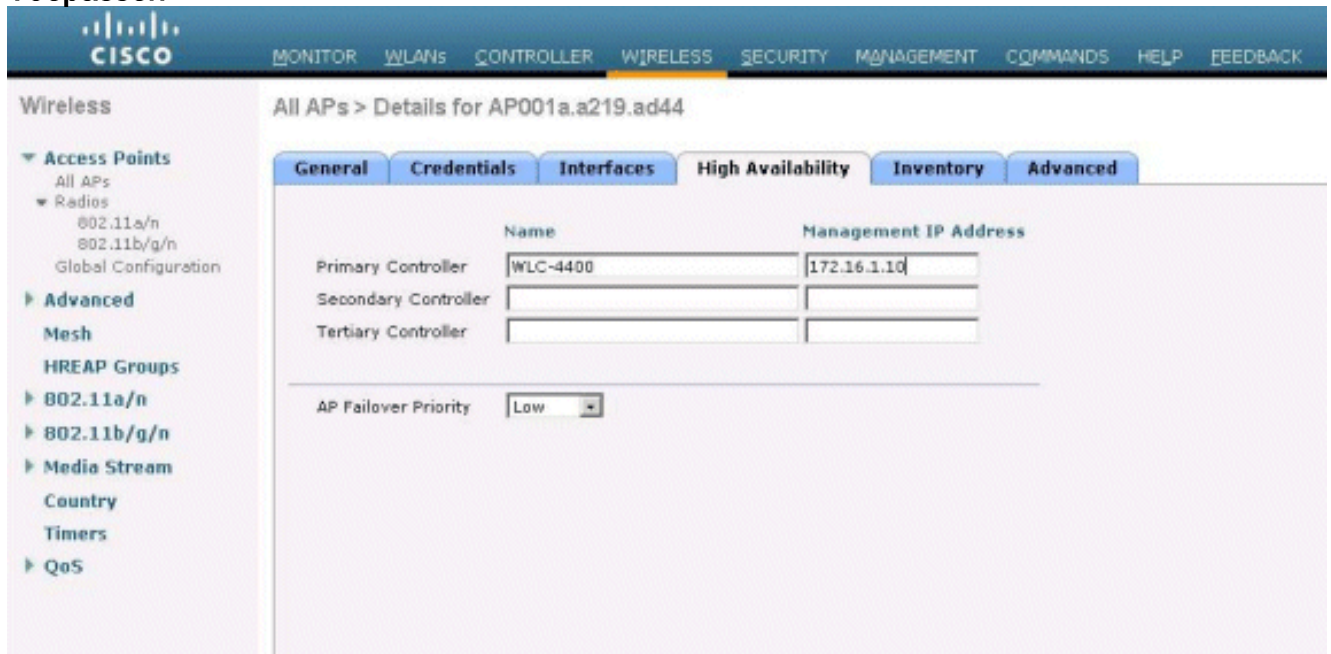 CISCO
MONITOR WLANs CONTROLLER WIRELESS SECURITY MANAGEMENT COMMANDS HELP FEEDBACK
Wireless
Access Points
All APs
Radios
802.11a/n
802.11b/g/n
Global Configuration
Advanced
Mesh
HREAP Groups
802.11a/n
802.11b/g/n
Media Stream
Country
Timers
QoS
All APs > Details for AP001a.a219.ad44
General Credentials Interfaces High Availability Inventory Advanced
Name Management IP Address
Primary Controller WLC-4400 172.16.1.10
Secondary Controller
Tertiary Controller
AP Failover Priority Low